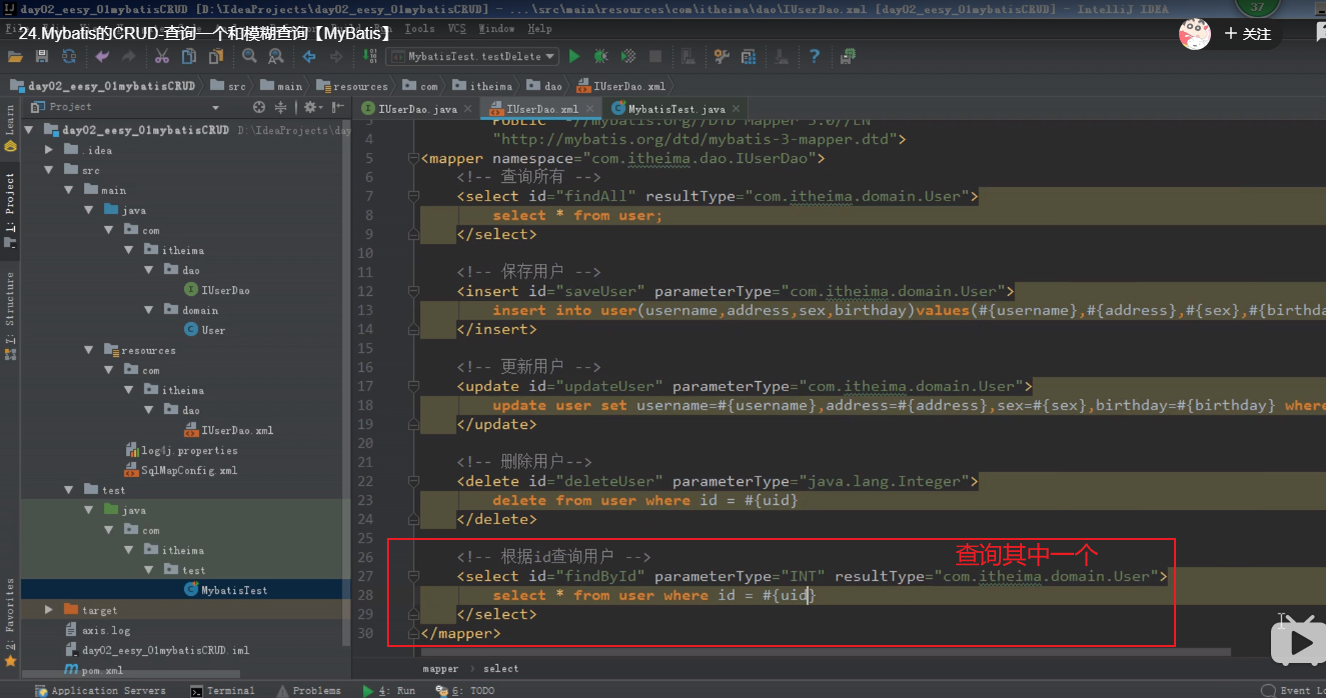 day02_eesy_01mybatisCRUD [D:\IdeaProjects\day02_eesy_01mybatisCRUD] - ...\src\main\resources\com\itheima\dao\IUserDao.xml [day02_eesy_01mybatisCRUD] - IntelliJ IDEA
37
24.Mybatis的CRUD-查询一个和模糊查询【MyBatis】
Tools VCS Window Help
+ 关注
MybatisTest.testDelete
day02_eesy_01mybatisCRUD src main resources com itheima dao IUserDao.xml
Project
IUserDao.java IUserDao.xml MybatisTest.java
Learn
1: Project
7: Structure
2: Favorites
day02_eesy_01mybatisCRUD D:\IdeaProjects\day
.idea
src
main
java
com
itheima
dao
IUserDao
domain
User
resources
com
itheima
dao
IUserDao.xml
log4j.properties
SqlMapConfig.xml
test
java
com
itheima
test
MybatisTest
target
axis.log
day02_eesy_01mybatisCRUD.iml
pom.xml
3 PUBLIC "-//mybatis.org//DTD Mapper 3.0//EN"
4 "http://mybatis.org/dtd/mybatis-3-mapper.dtd">
5 <mapper namespace="com.itheima.dao.IUserDao">
6 <!-- 查询所有 -->
7 <select id="findAll" resultType="com.itheima.domain.User">
8 select * from user;
9 </select>
10
11 <!-- 保存用户 -->
12 <insert id="saveUser" parameterType="com.itheima.domain.User">
13 insert into user(username,address,sex,birthday)values(#{username},#{address},#{sex},#{birthda
14 </insert>
15
16 <!-- 更新用户 -->
17 <update id="updateUser" parameterType="com.itheima.domain.User">
18 update user set username=#{username},address=#{address},sex=#{sex},birthday=#{birthday} where
19 </update>
20
21 <!-- 删除用户-->
22 <delete id="deleteUser" parameterType="java.lang.Integer">
23 delete from user where id = #{uid}
24 </delete>
25
26 <!-- 根据id查询用户 --> 查询其中一个
27 <select id="findById" parameterType="INT" resultType="com.itheima.domain.User">
28 select * from user where id = #{uid}
29 </select>
30 </mapper>
mapper select
Application Servers Terminal Problems 4: Run 6: TODO Event Lo